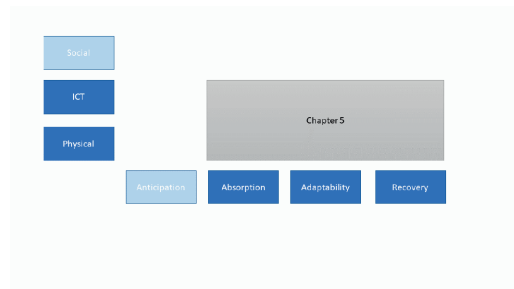 Social
ICT
Chapter 5
Physical
Anticipation
Absorption
Adaptability
Recovery